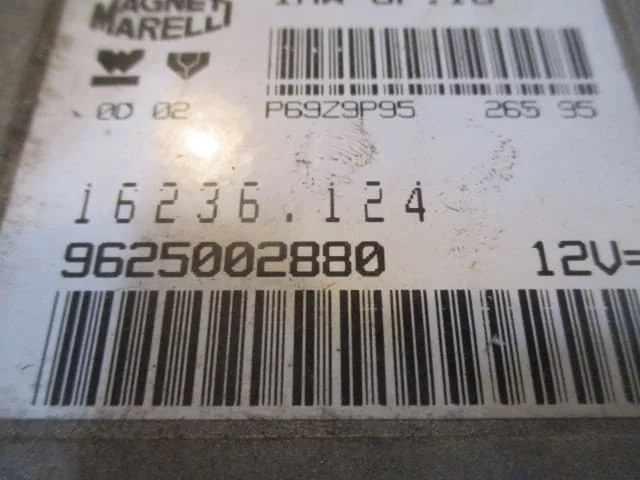 MAGNETI
MARELLI
0D 02
P69Z9P95 265 95
16236.124
9625002880 12V=